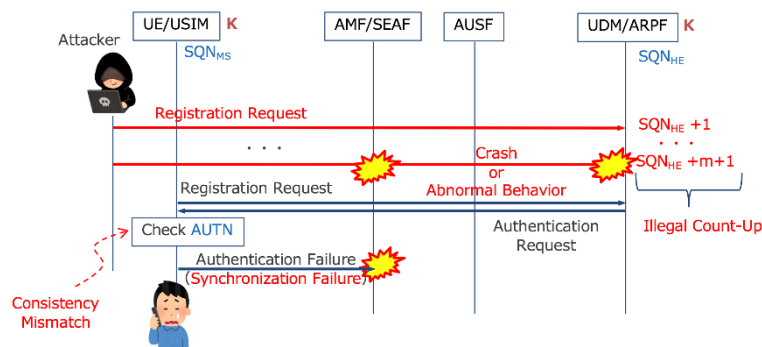 UE/USIM K AMF/SEAF AUSF UDM/ARPF K
Attacker
SQNMS SQNHE
Registration Request
SQNHE +1
· · · · · ·
Crash
SQNHE +m+1
or
Registration Request
Abnormal Behavior
Check AUTN
Authentication
Request
Illegal Count-Up
Authentication Failure
(Synchronization Failure)
Consistency
Mismatch